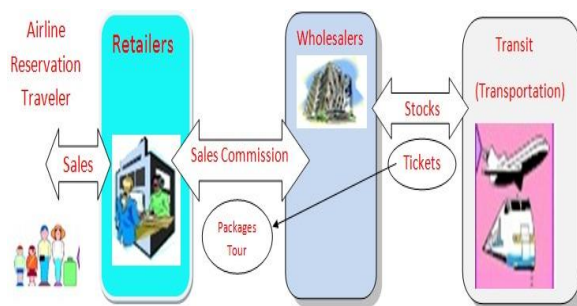 Airline
Reservation
Traveler
Retailers
Wholesalers
Transit
(Transportation)
Sales
Sales Commission
Stocks
Tickets
Packages
Tour